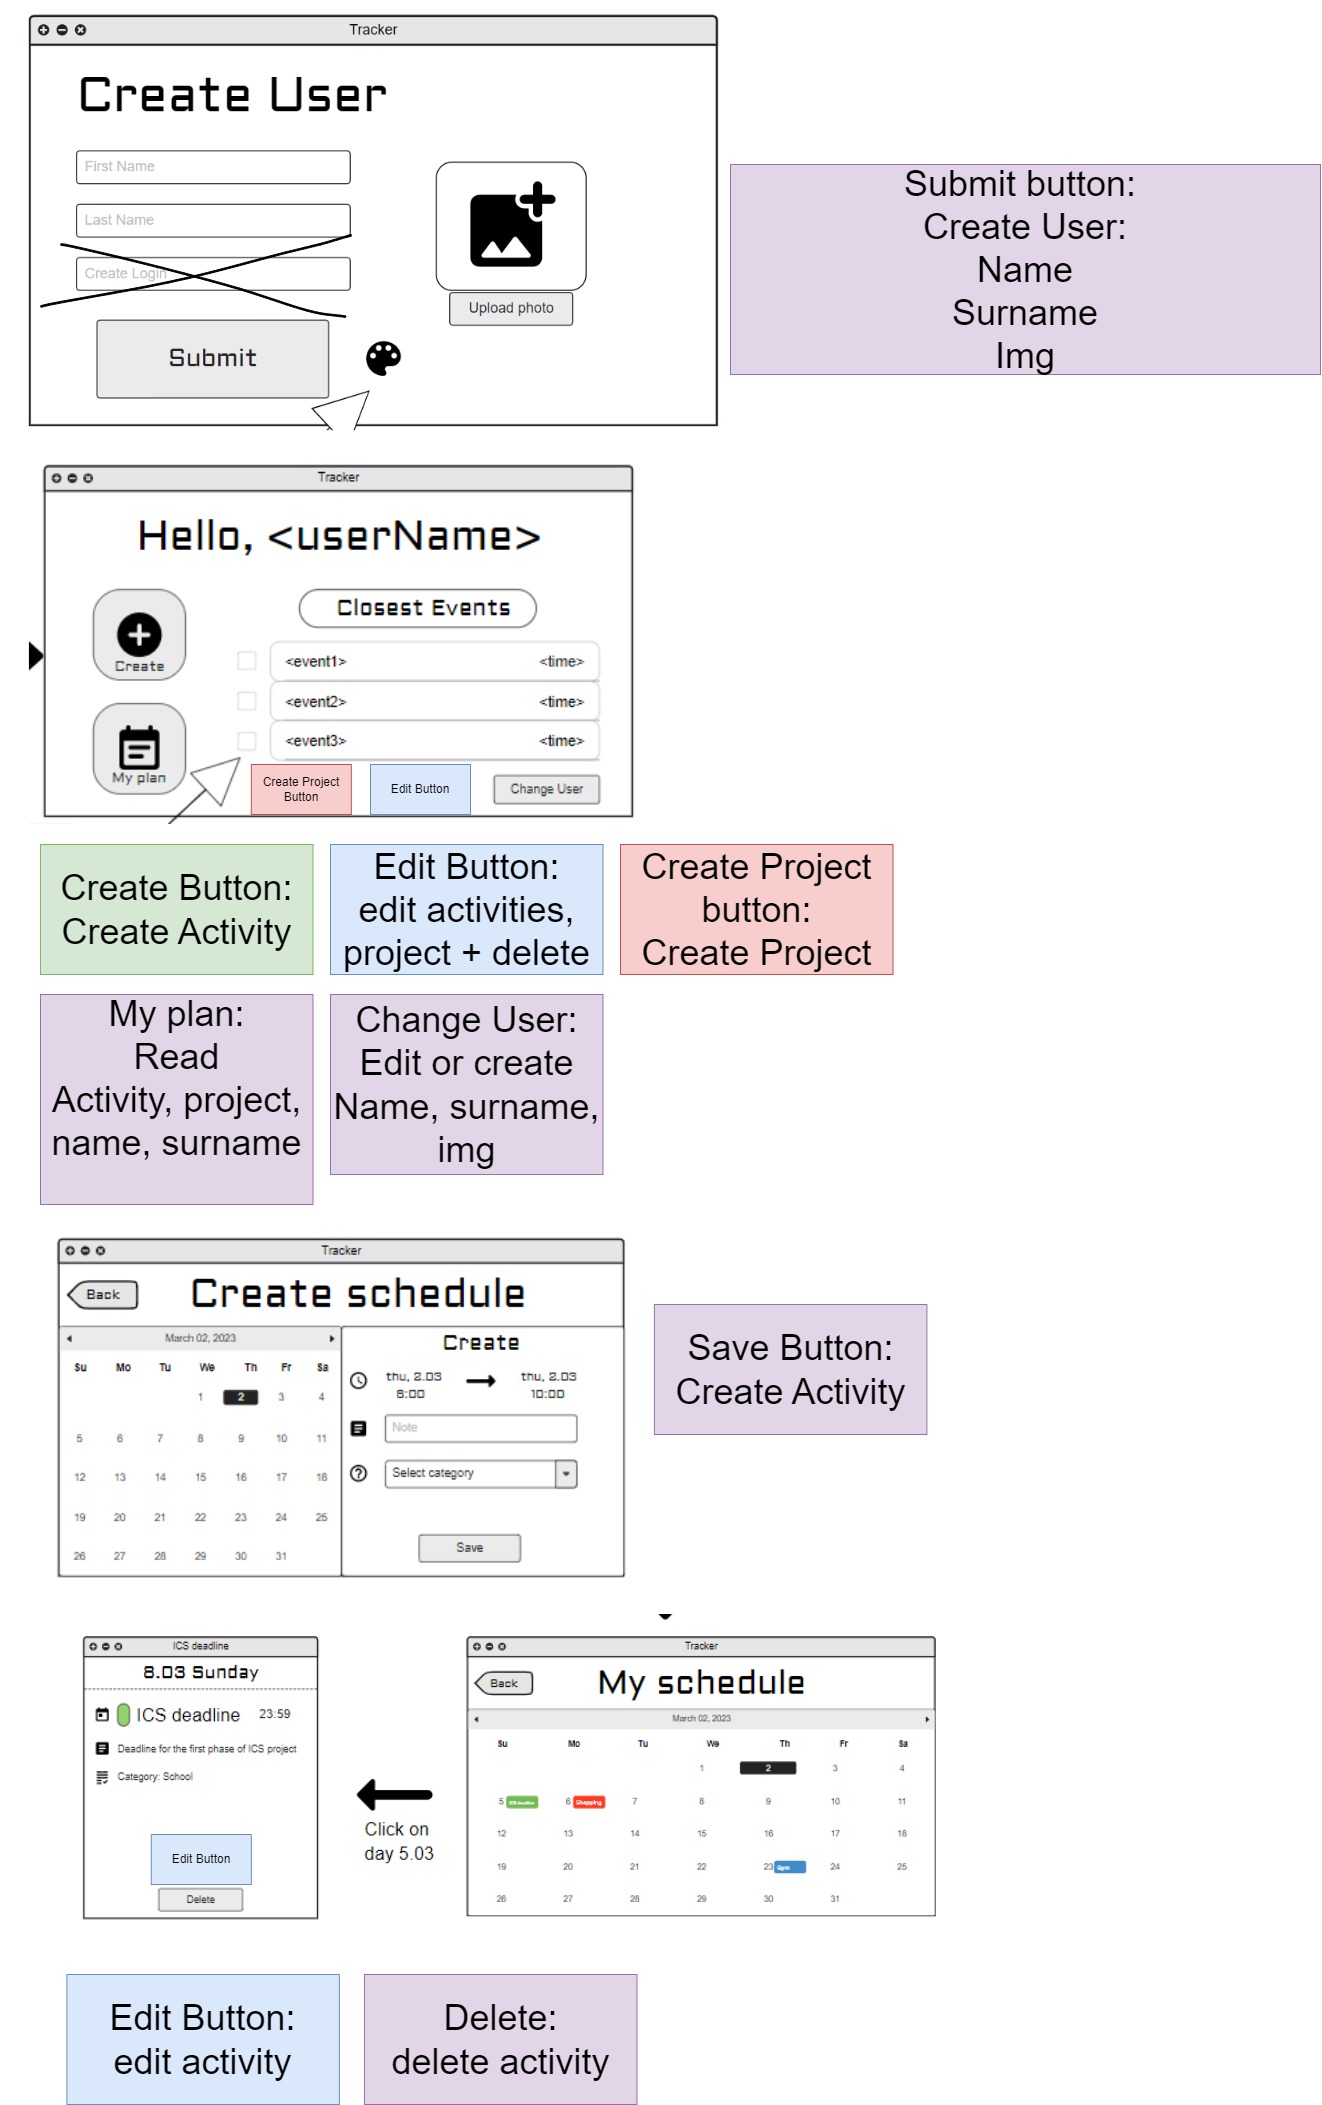 Tracker
Create User
First Name
Last Name
Create Login
Upload photo
Submit
Submit button:
Create User:
Name
Surname
Img
Tracker
Hello, <userName>
Closest Events
Create
<event1> <time>
<event2> <time>
<event3> <time>
My plan
Create Project
Button
Edit Button
Change User
Create Button:
Create Activity
Edit Button:
edit activities,
project + delete
Create Project
button:
Create Project
My plan:
Read
Activity, project,
name, surname
Change User:
Edit or create
Name, surname,
img
Tracker
Back
Create schedule
March 02, 2023
Su Mo Tu We Th Fr Sa
1 2 3 4
5 6 7 8 9 10 11
12 13 14 15 16 17 18
19 20 21 22 23 24 25
26 27 28 29 30 31
Create
thu, 2.03 thu, 2.03
8:00 10:00
Note
Select category
Save
Save Button:
Create Activity
ICS deadline
8.03 Sunday
ICS deadline 23:59
Deadline for the first phase of ICS project
Category: School
Edit Button
Delete
Click on
day 5.03
Tracker
Back
My schedule
March 02, 2023
Su Mo Tu We Th Fr Sa
1 2 3 4
5 ICS deadline 6 Shopping 7 8 9 10 11
12 13 14 15 16 17 18
19 20 21 22 23 Gym 24 25
26 27 28 29 30 31
Edit Button:
edit activity
Delete:
delete activity